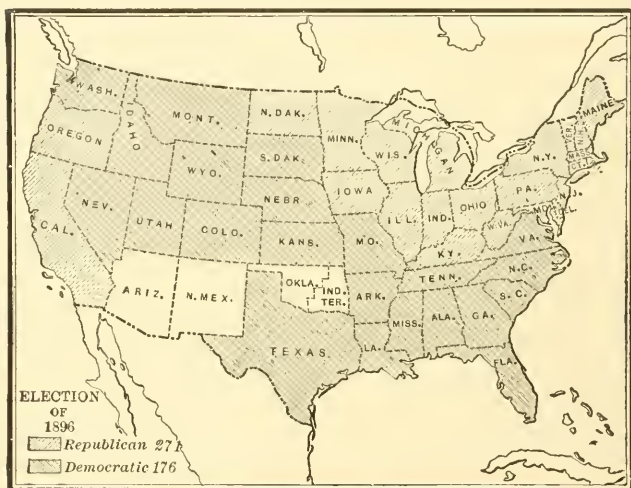 WASH.
MONT.
N.DAK.
MINN.
MICHIGAN
MAINE
OREGON
IDAHO
S.DAK.
WIS.
N.Y.
WYO.
IOWA
PA.
N.J.
NEBR.
NEV.
UTAH
COLO.
KANS.
MO.
ILL.
IND.
OHIO
W.VA.
MD.
DEL.
VA.
KY.
CAL.
ARIZ.
N.MEX.
OKLA.
IND.
TER.
ARK.
TENN.
N.C.
S.C.
TEXAS
LA.
MISS.
ALA.
GA.
FLA.
ELECTION
OF
1896
Republican 271
Democratic 176